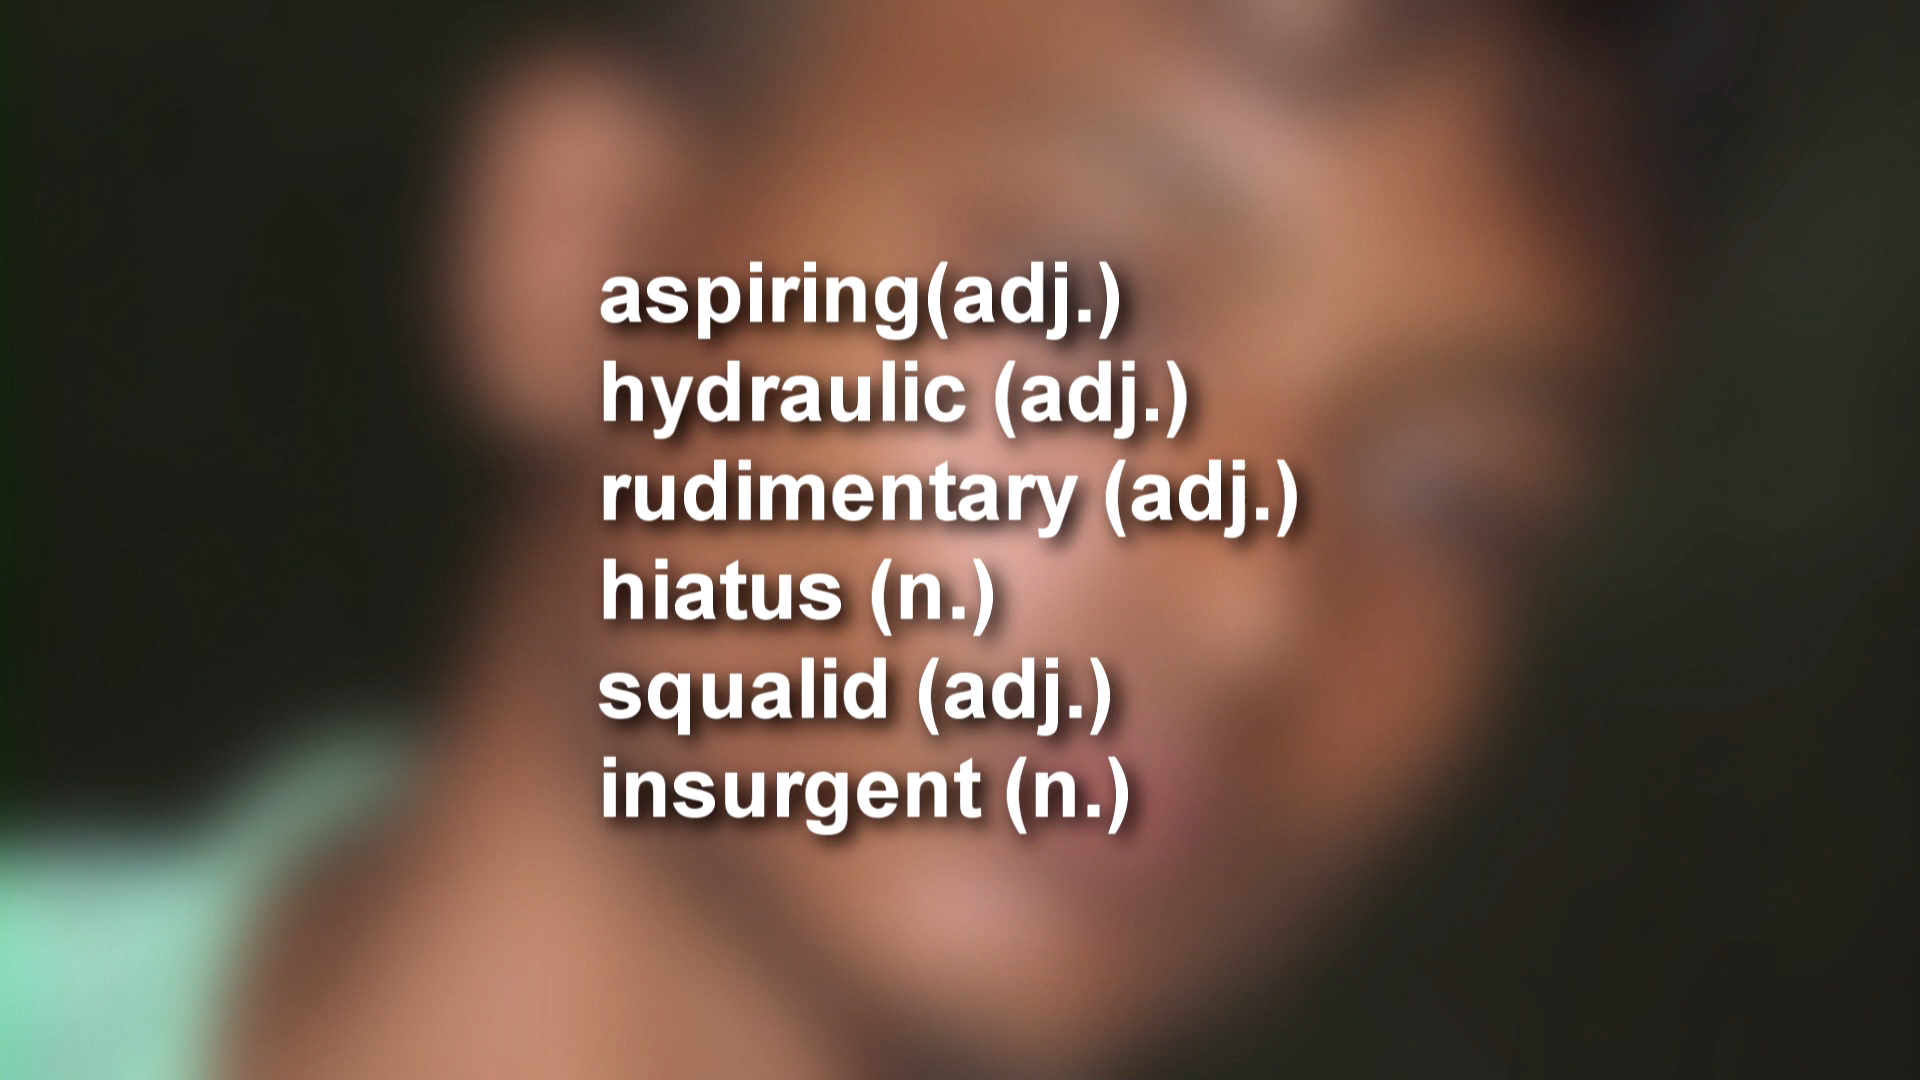 aspiring(adj.)
hydraulic (adj.)
rudimentary (adj.)
hiatus (n.)
squalid (adj.)
insurgent (n.)